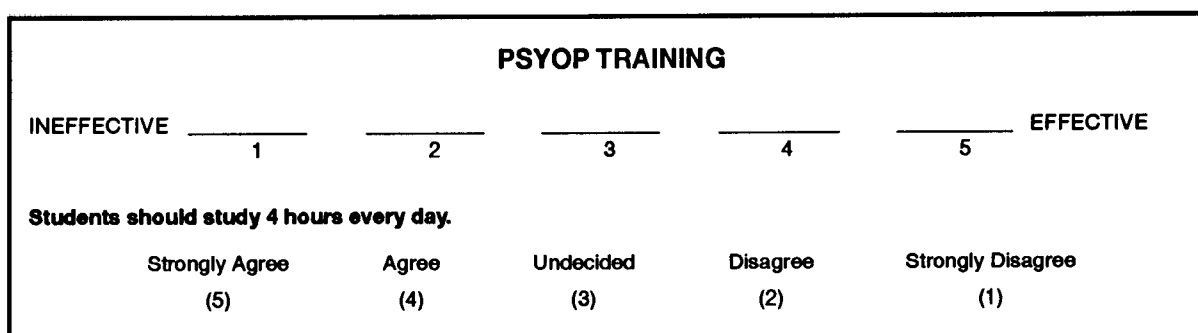 PSYOP TRAINING
INEFFECTIVE EFFECTIVE
1 2 3 4 5
Students should study 4 hours every day.
Strongly Agree Agree Undecided Disagree Strongly Disagree
(5) (4) (3) (2) (1)